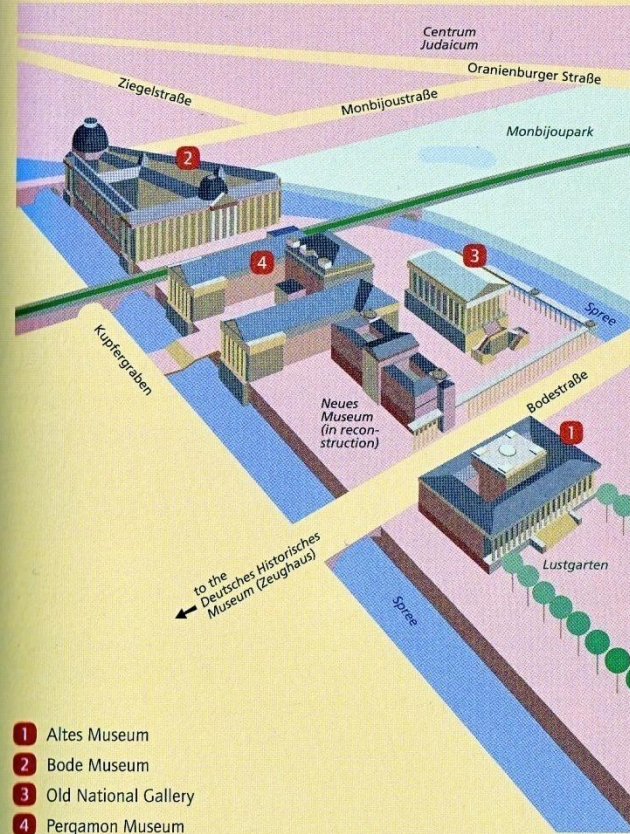 Centrum
Judaicum
Oranienburger Straße
Ziegelstraße
Monbijoustraße
Monbijoupark
2
4
3
Spree
Kupfergraben
Bodestraße
Neues
Museum
(in recon-
struction)
1
to the
Deutsches Historisches
Museum (Zeughaus)
Lustgarten
Spree
1 Altes Museum
2 Bode Museum
3 Old National Gallery
4 Pergamon Museum